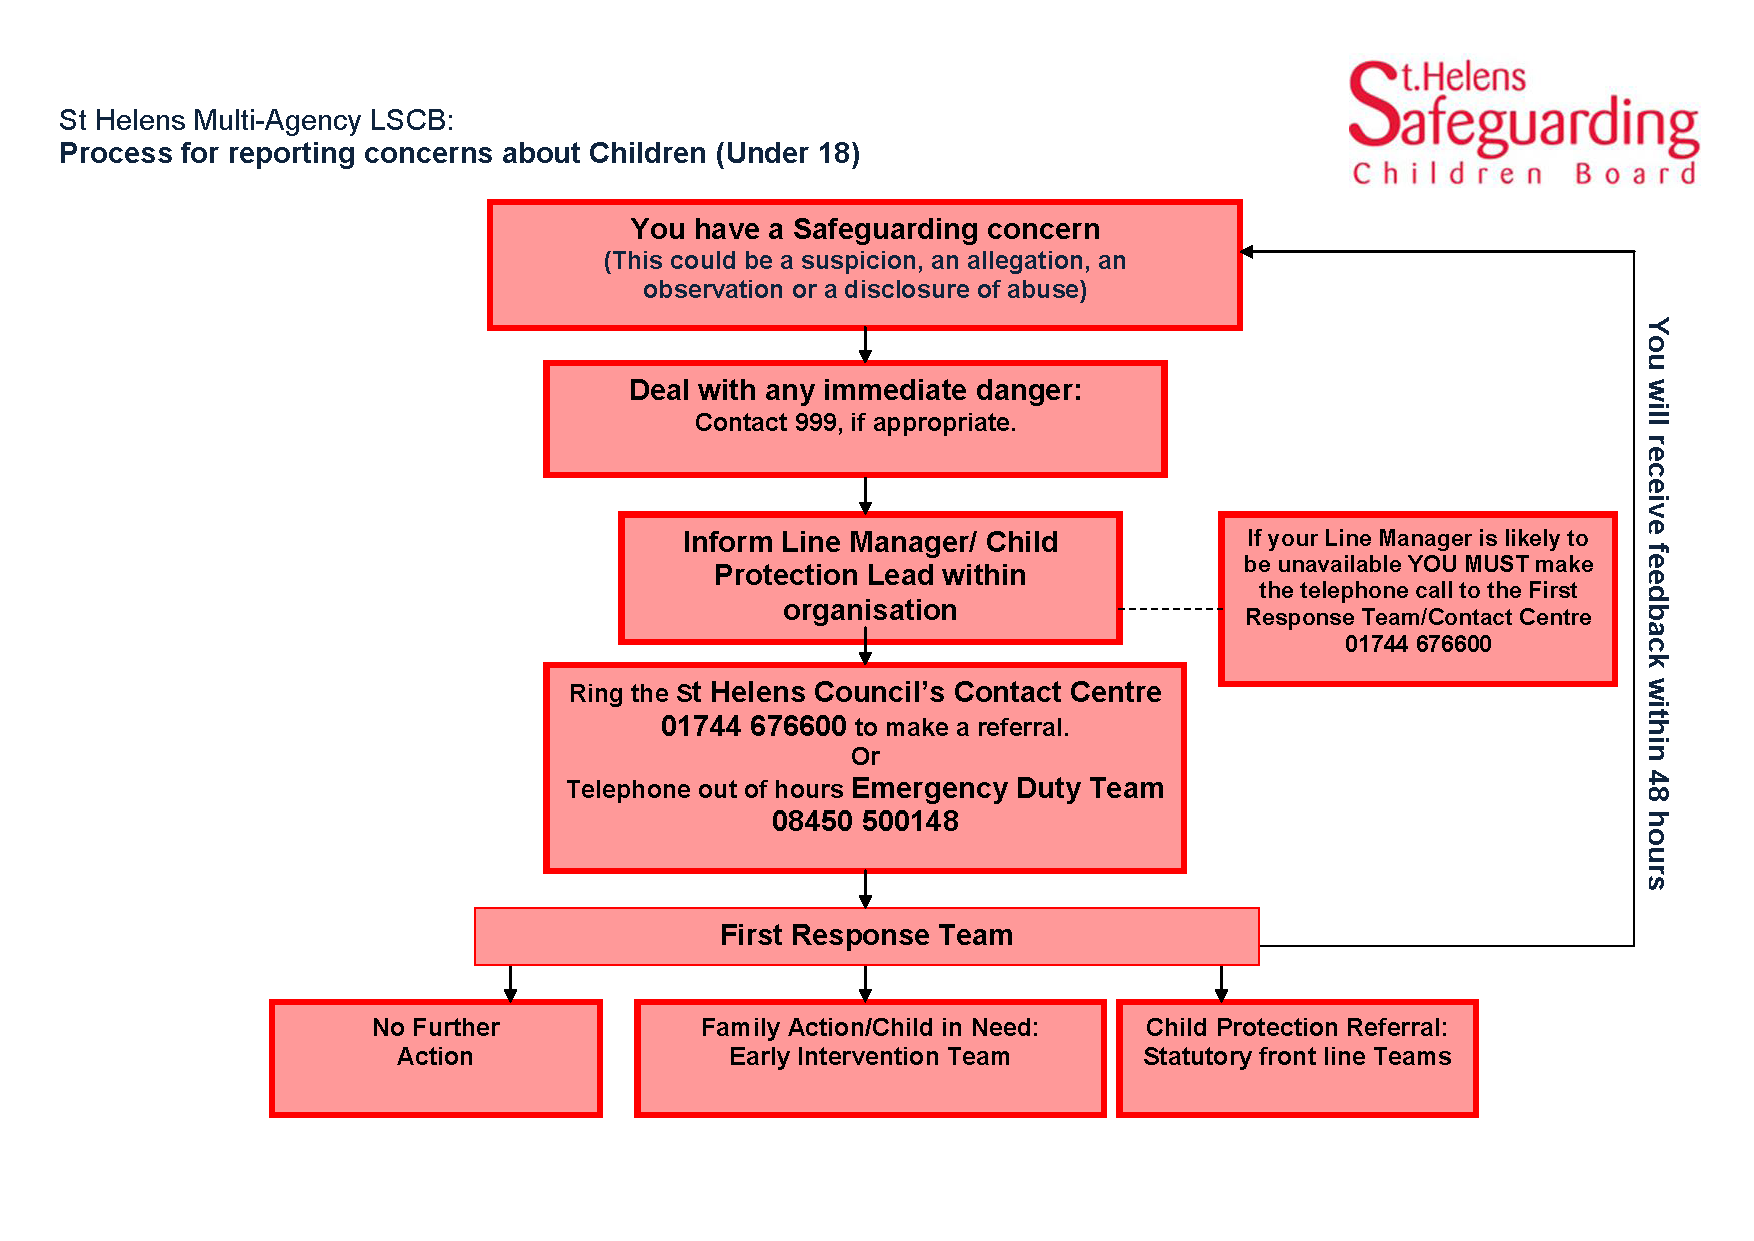 St.Helens
Safeguarding
Children Board
St Helens Multi-Agency LSCB:
Process for reporting concerns about Children (Under 18)
You have a Safeguarding concern
(This could be a suspicion, an allegation, an
observation or a disclosure of abuse)
Deal with any immediate danger:
Contact 999, if appropriate.
Inform Line Manager/ Child
Protection Lead within
organisation
If your Line Manager is likely to
be unavailable YOU MUST make
the telephone call to the First
Response Team/Contact Centre
01744 676600
Ring the St Helens Council’s Contact Centre
01744 676600 to make a referral.
Or
Telephone out of hours Emergency Duty Team
08450 500148
You will receive feedback within 48 hours
First Response Team
No Further
Action
Family Action/Child in Need:
Early Intervention Team
Child Protection Referral:
Statutory front line Teams